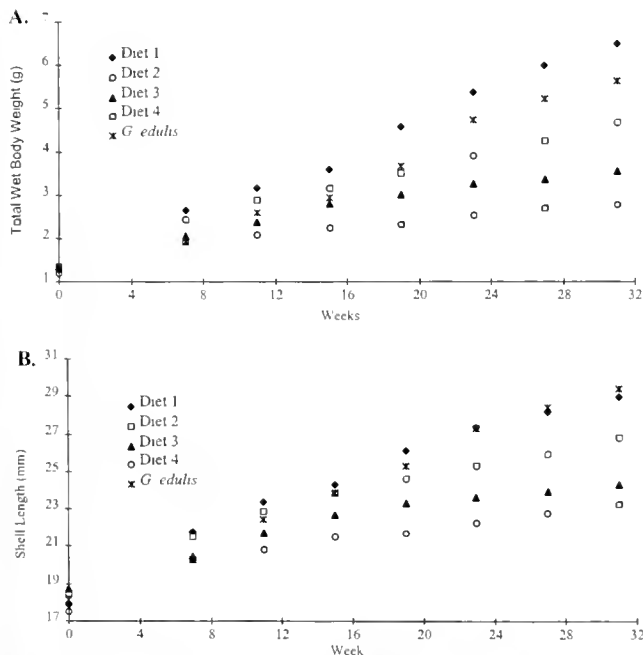 A.
Total Wet Body Weight (g)
7
6
5
4
3
2
1
Diet 1
Diet 2
Diet 3
Diet 4
G edulis
0 4 8 12 16 20 24 28 32
Weeks
B.
Shell Length (mm)
31
29
27
25
23
21
19
17
Diet 1
Diet 2
Diet 3
Diet 4
G edulis
0 4 8 12 16 20 24 28 32
Week